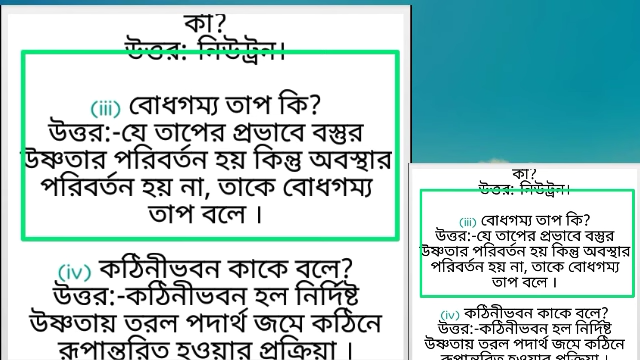 কা?
উত্তর: নিউট্রন।
(iii) বোধগম্য তাপ কি?
উত্তর:-যে তাপের প্রভাবে বস্তুর
উষ্ণতার পরিবর্তন হয় কিন্তু অবস্থার
পরিবর্তন হয় না, তাকে বোধগম্য
তাপ বলে ।
(iv) কঠিনীভবন কাকে বলে?
উত্তর:-কঠিনীভবন হল নির্দিষ্ট
উষ্ণতায় তরল পদার্থ জমে কঠিনে
রূপান্তরিত হওয়ার প্রক্রিয়া ।
কা?
উত্তর: নিউট্রন।
(iii) বোধগম্য তাপ কি?
উত্তর:-যে তাপের প্রভাবে বস্তুর
উষ্ণতার পরিবর্তন হয় কিন্তু অবস্থার
পরিবর্তন হয় না, তাকে বোধগম্য
তাপ বলে ।
(iv) কঠিনীভবন কাকে বলে?
উত্তর:-কঠিনীভবন হল নির্দিষ্ট
উষ্ণতায় তরল পদার্থ জমে কঠিনে
রূপান্তরিত হওয়ার প্রক্রিয়া ।